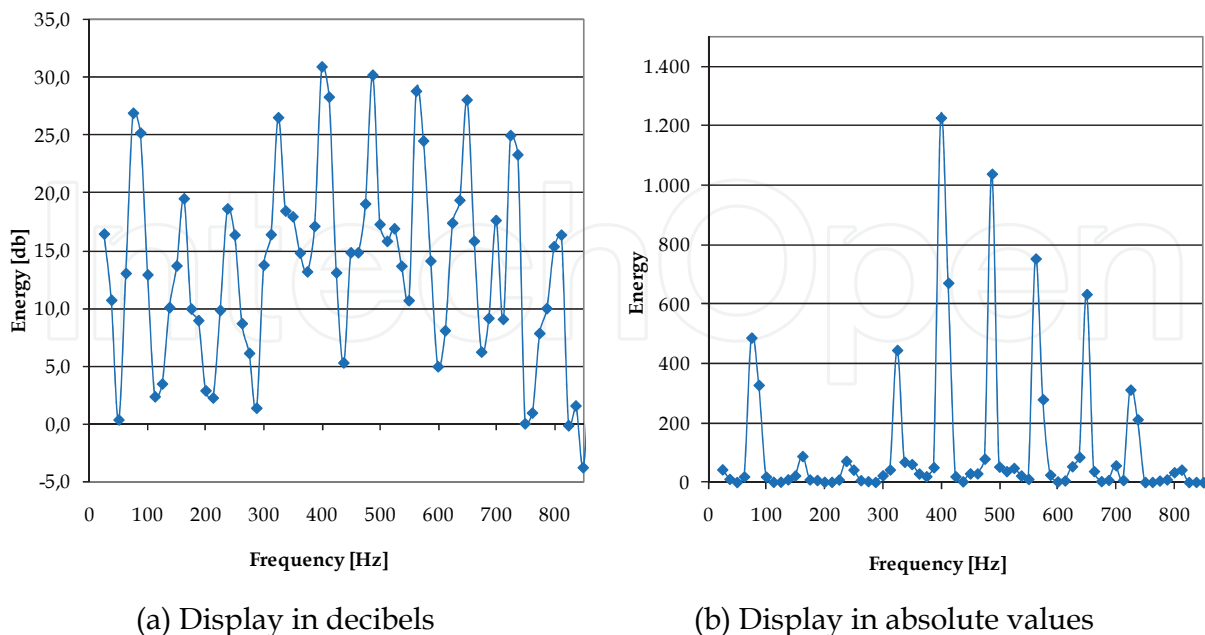 35,0
30,0
25,0
20,0
15,0
10,0
5,0
0,0
-5,0
Energy [db]
0 100 200 300 400 500 600 700 800
Frequency [Hz]
(a) Display in decibels
1.400
1.200
1.000
800
600
400
200
0
Energy
0 100 200 300 400 500 600 700 800
Frequency [Hz]
(b) Display in absolute values
IntechOpen